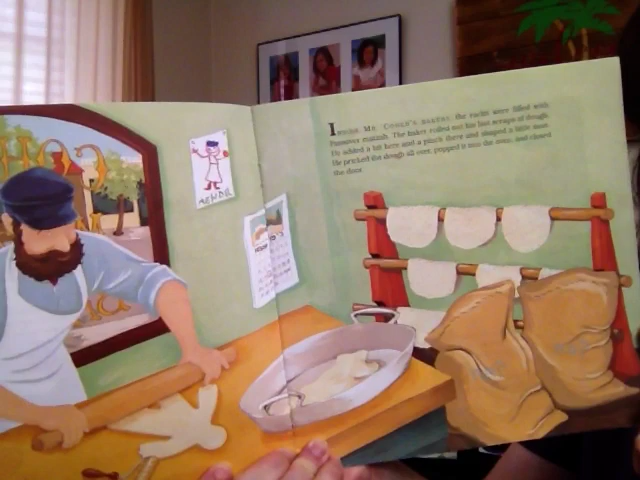 INSIDE MR. COHEN'S BAKERY, the racks were filled with
Passover matzah. The baker rolled out his last scraps of dough.
He added a bit here and a pinch there and shaped a little man.
He pricked the dough all over, popped it into the oven, and closed
the door.
MENDEL